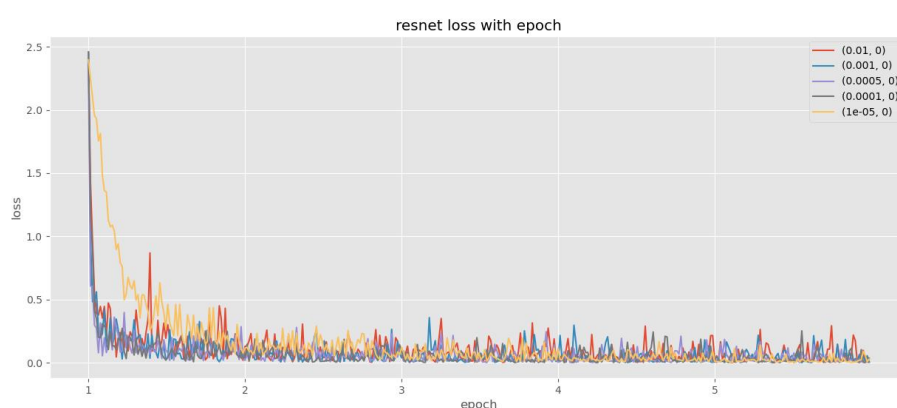 resnet loss with epoch
2.5
2.0
1.5
1.0
0.5
0.0
loss
1 2 3 4 5
epoch
(0.01, 0)
(0.001, 0)
(0.0005, 0)
(0.0001, 0)
(1e-05, 0)